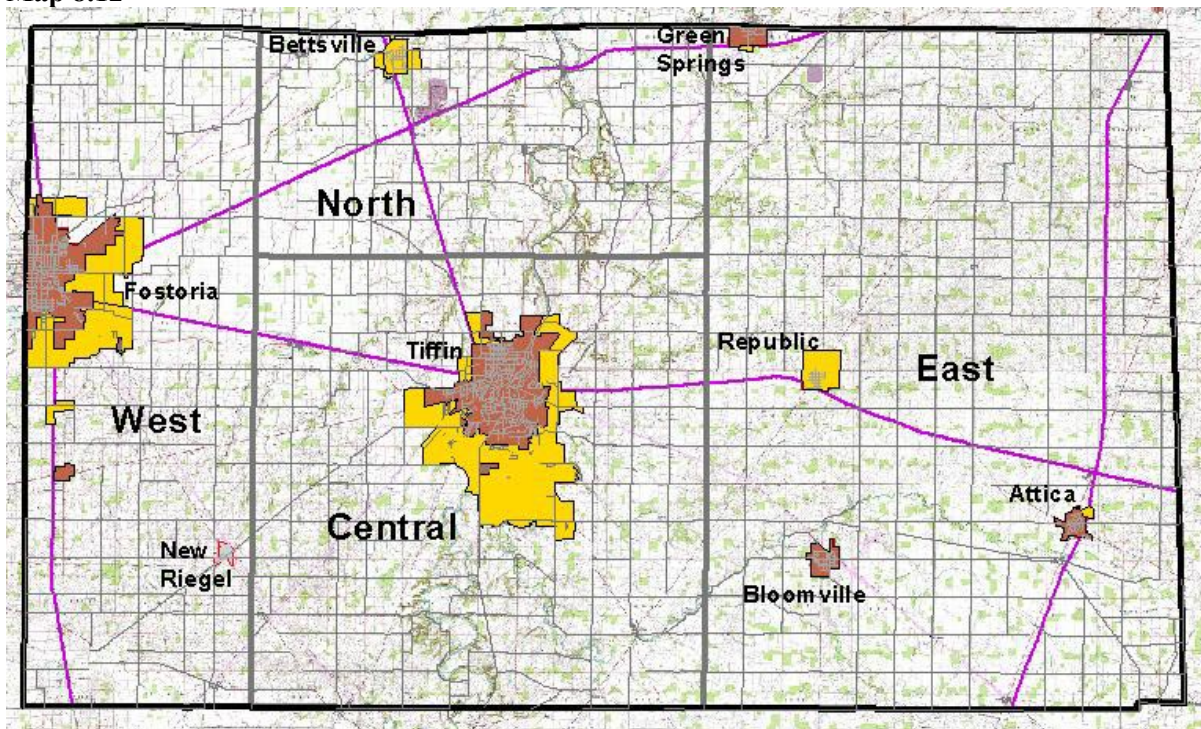 Bettsville
Green
Springs
North
Fostoria
Tiffin
Republic
East
West
Attica
Central
New
Riegel
Bloomville